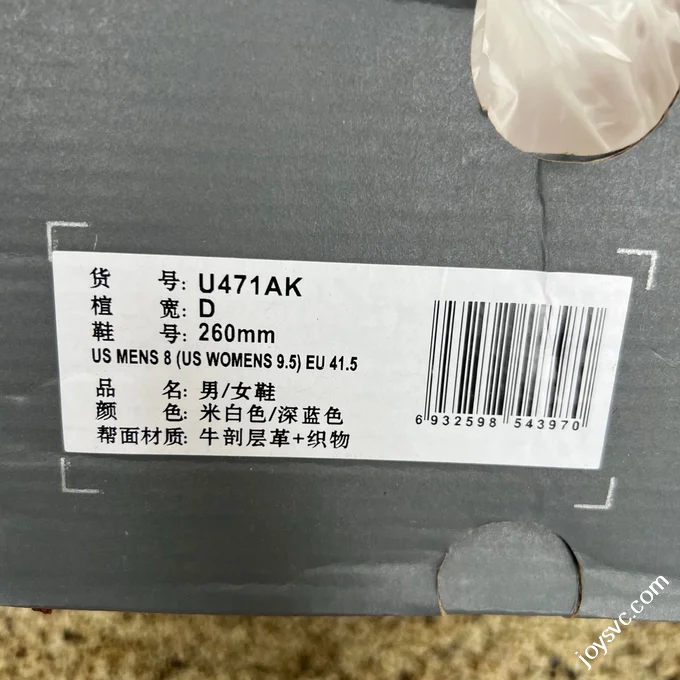 货 号: U471AK
楦 宽: D
鞋 号: 260mm
US MENS 8 (US WOMENS 9.5) EU 41.5
品 名: 男/女鞋
颜 色: 米白色/深蓝色
帮面材质: 牛剖层革+织物
6 932598 543970
joysvc.com